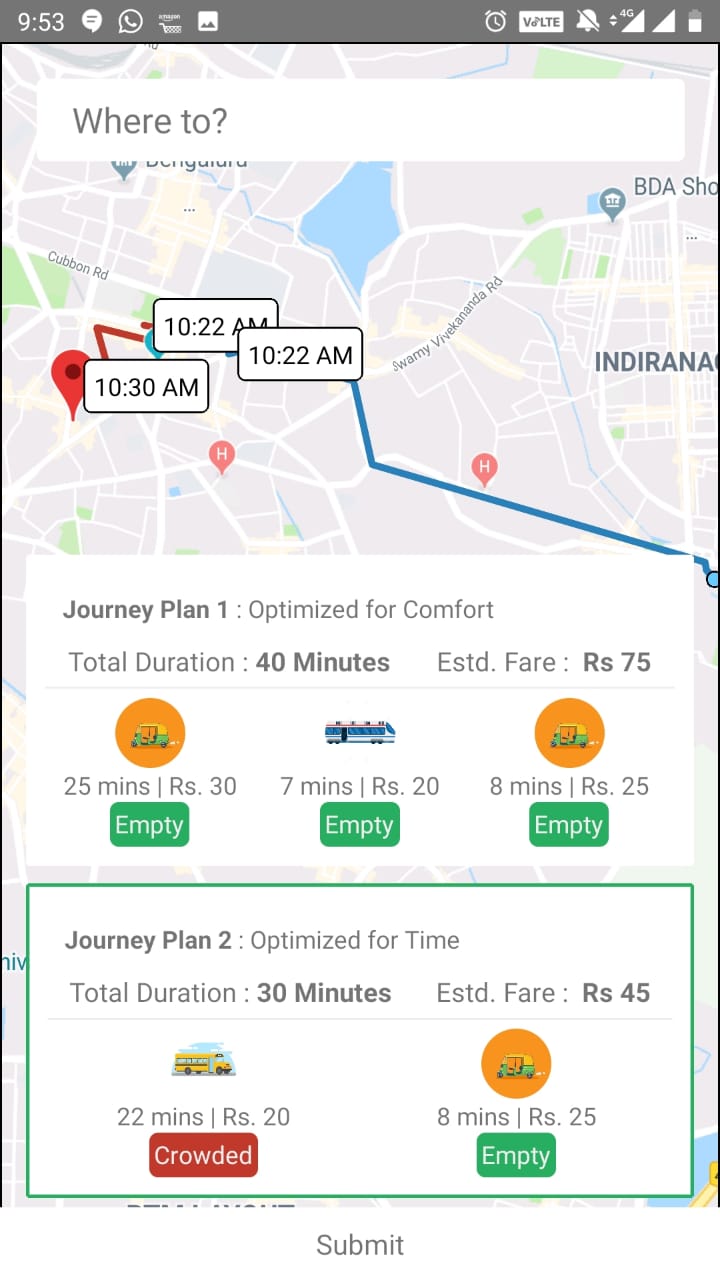 9:53
amazon
VoLTE
4G
Where to?
Bengaluru
BDA Sho
...
...
Cubbon Rd
Swamy Vivekananda Rd
10:22 AM
10:22 AM
INDIRANAG
10:30 AM
H
H
Journey Plan 1 : Optimized for Comfort
Total Duration : 40 Minutes Estd. Fare : Rs 75
25 mins | Rs. 30 7 mins | Rs. 20 8 mins | Rs. 25
Empty Empty Empty
Journey Plan 2 : Optimized for Time
niv
Total Duration : 30 Minutes Estd. Fare : Rs 45
22 mins | Rs. 20 8 mins | Rs. 25
Crowded Empty
BTM LAYOUT
Submit